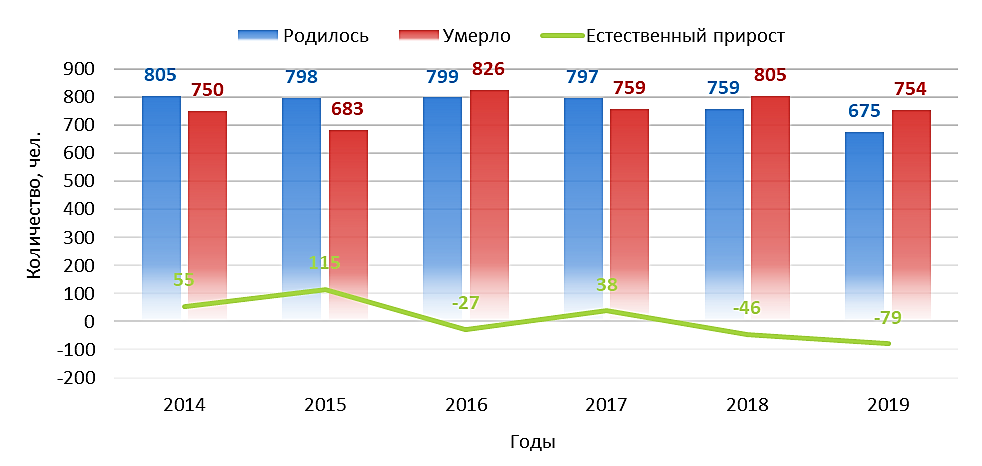 Родилось Умерло Естественный прирост
900
800
700
600
500
400
300
200
100
0
-100
-200
Количество, чел.
805 750 798 683 799 826 797 759 759 805 675 754
55 115 -27 38 -46 -79
2014 2015 2016 2017 2018 2019
Годы